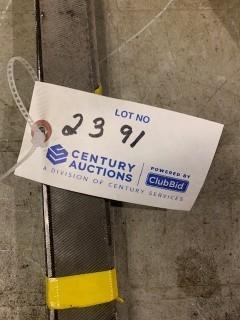 LOT NO
2391
CENTURY AUCTIONS
A DIVISION OF CENTURY SERVICES
POWERED BY
ClubBid